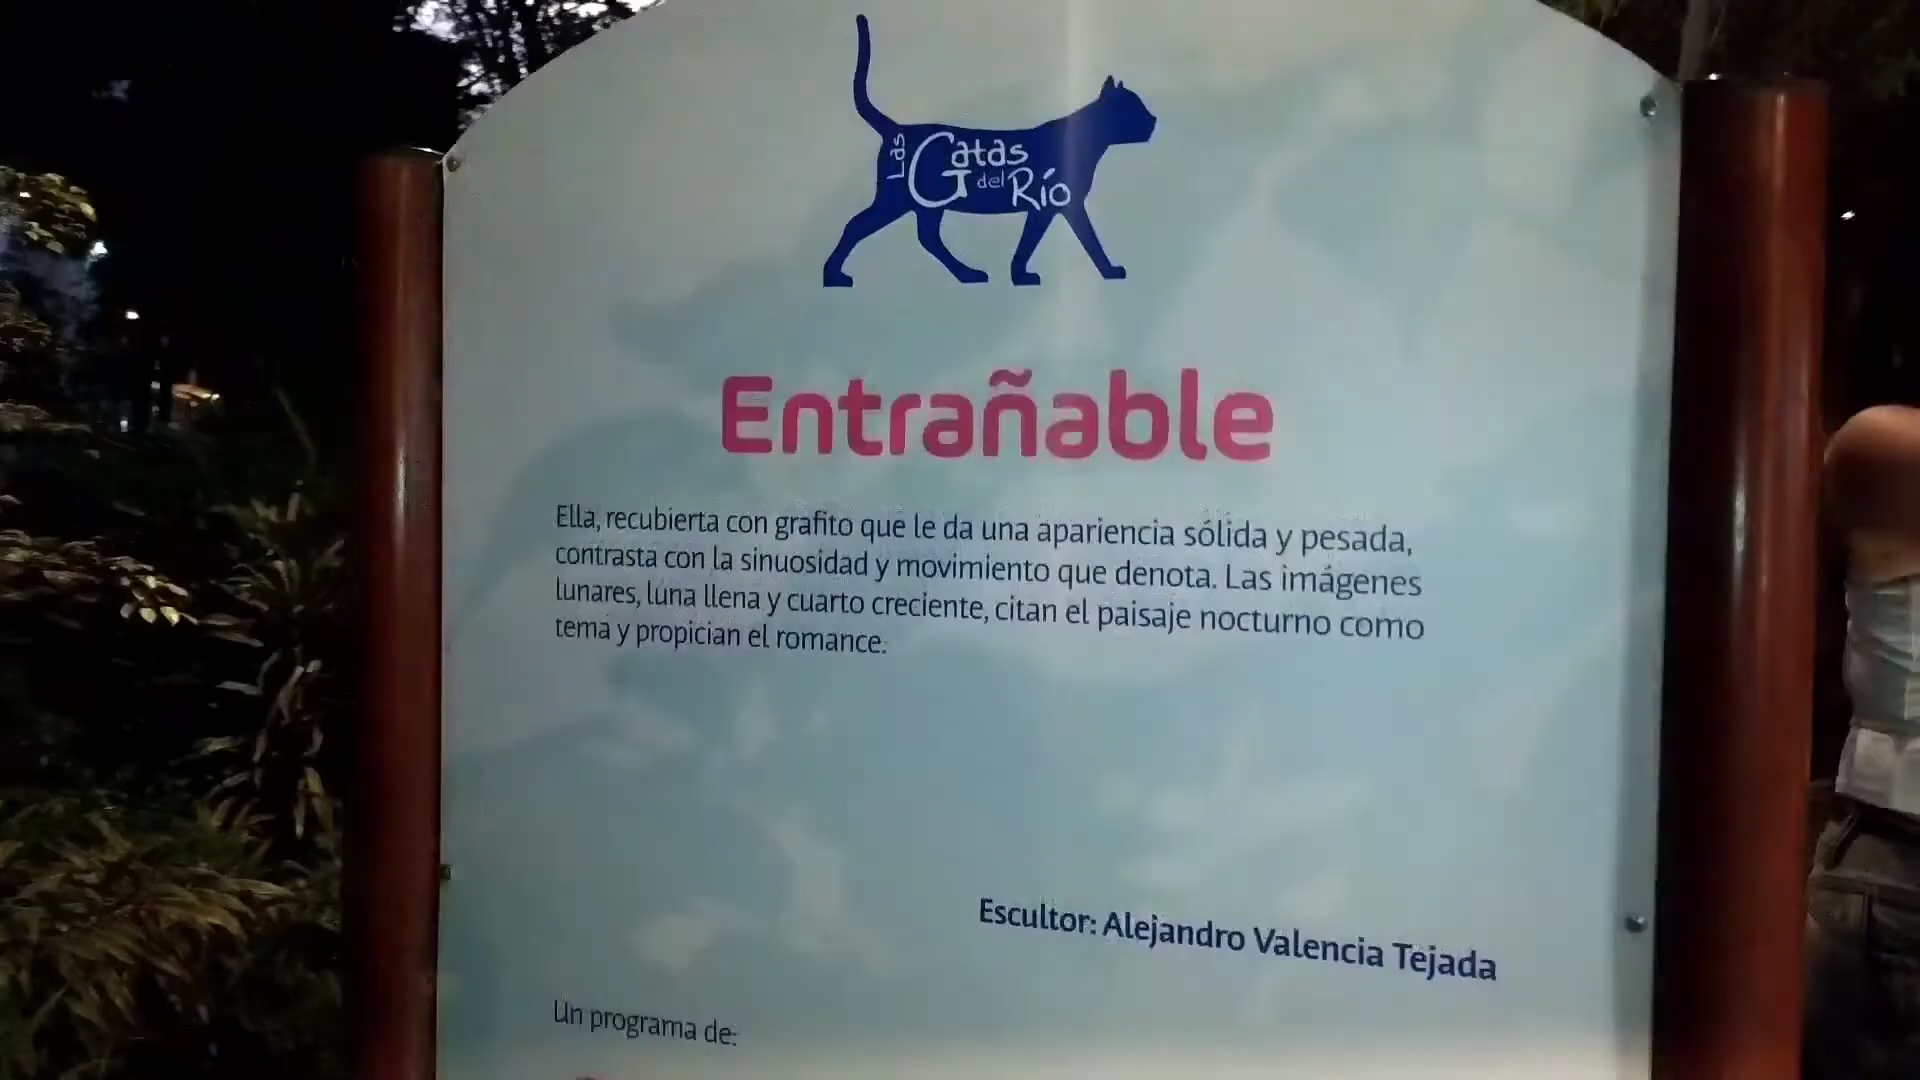 Las Gatas
del Río
Entrañable
Ella, recubierta con grafito que le da una apariencia sólida y pesada,
contrasta con la sinuosidad y movimiento que denota. Las imágenes
lunares, luna llena y cuarto creciente, citan el paisaje nocturno como
tema y propician el romance.
Escultor: Alejandro Valencia Tejada
Un programa de: